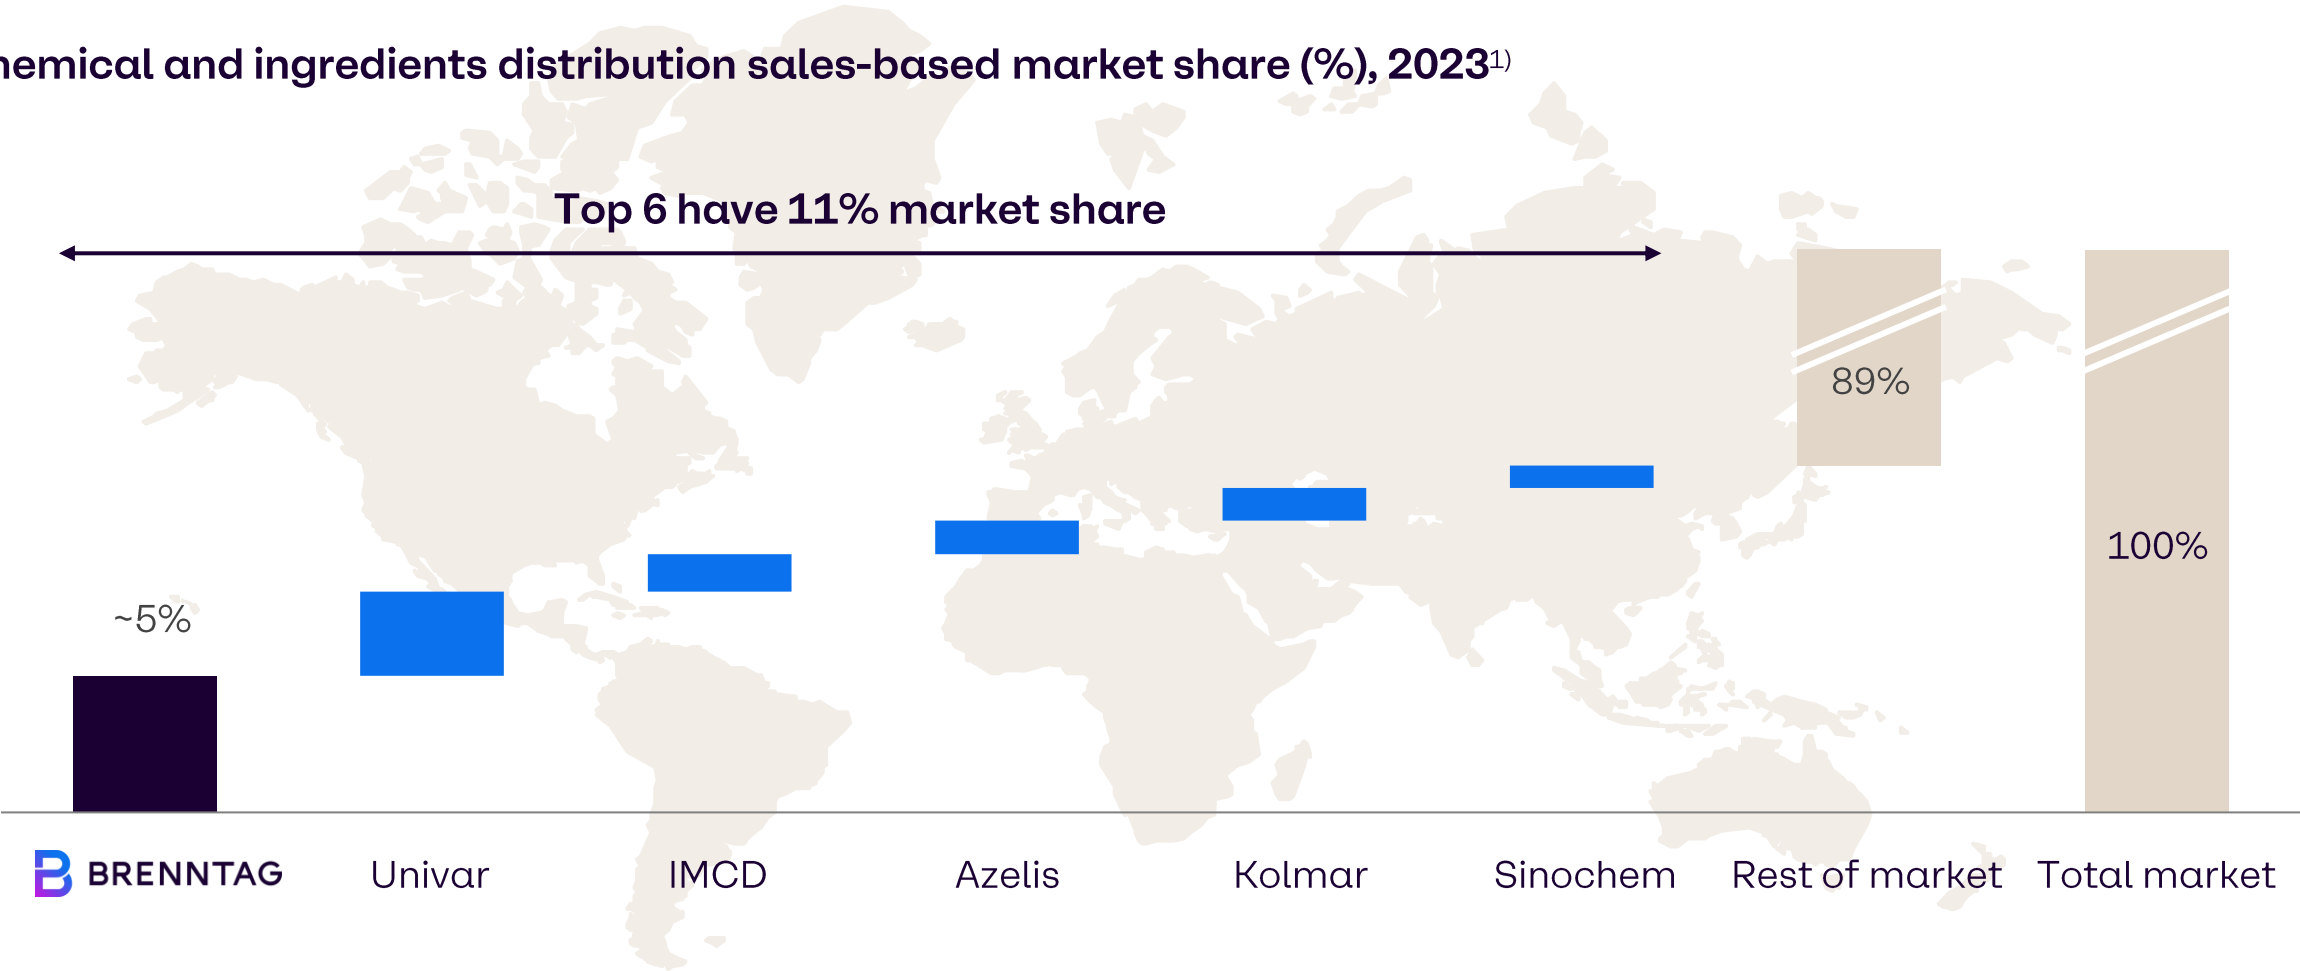 hemical and ingredients distribution sales-based market share (%), 2023¹⁾
Top 6 have 11% market share
89%
100%
~5%
BRENNTAG Univar IMCD Azelis Kolmar Sinochem Rest of market Total market